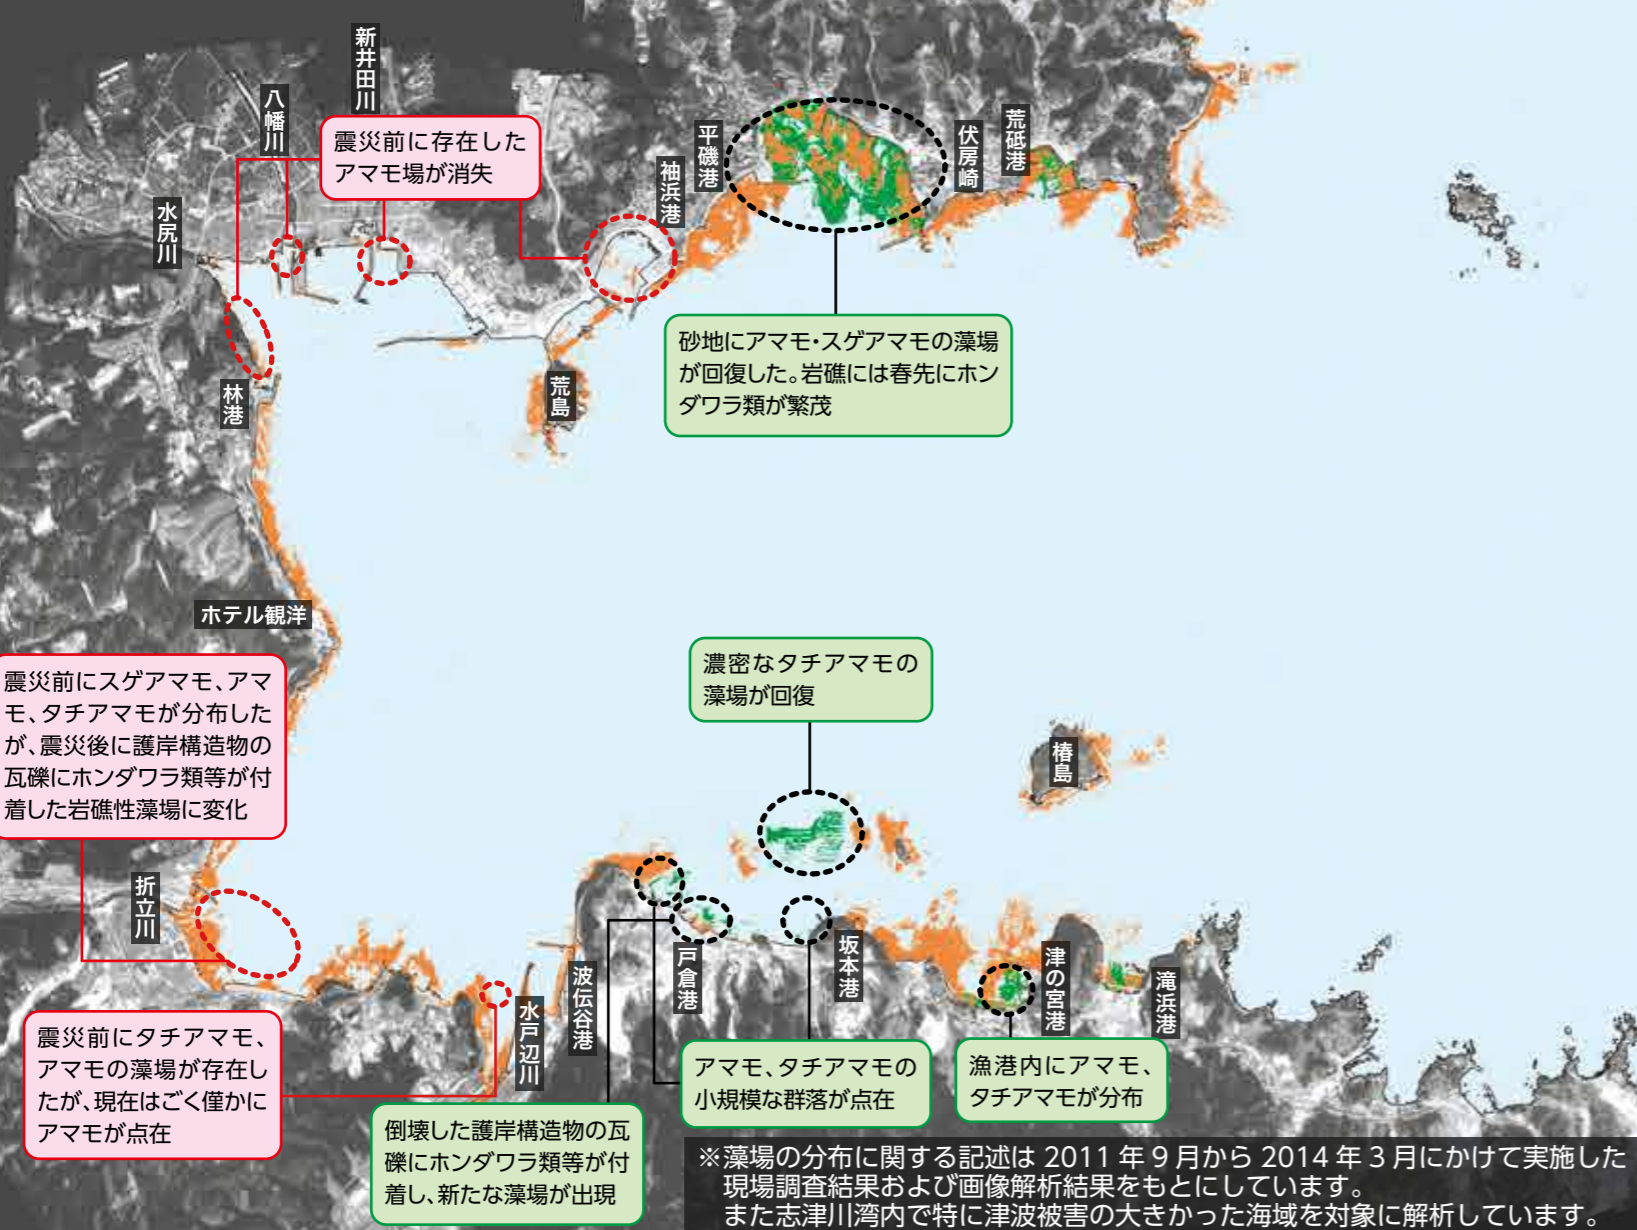 新井田川
八幡川
水尻川
震災前に存在した
アマモ場が消失
袖浜港
平磯港
伏房崎
荒砥港
砂地にアマモ・スゲアマモの藻場
が回復した。岩礁には春先にホン
ダワラ類が繁茂
林港
荒島
ホテル観洋
震災前にスゲアマモ、アマ
モ、タチアマモが分布した
が、震災後に護岸構造物の
瓦礫にホンダワラ類等が付
着した岩礁性藻場に変化
濃密なタチアマモの
藻場が回復
椿島
折立川
水戸辺川
波伝谷港
戸倉港
坂本港
津の宮港
滝浜港
震災前にタチアマモ、
アマモの藻場が存在し
たが、現在はごく僅かに
アマモが点在
倒壊した護岸構造物の瓦
礫にホンダワラ類等が付
着し、新たな藻場が出現
アマモ、タチアマモの
小規模な群落が点在
漁港内にアマモ、
タチアマモが分布
※藻場の分布に関する記述は 2011 年 9 月から 2014 年 3 月にかけて実施した
現場調査結果および画像解析結果をもとにしています。
また志津川湾内で特に津波被害の大きかった海域を対象に解析しています。